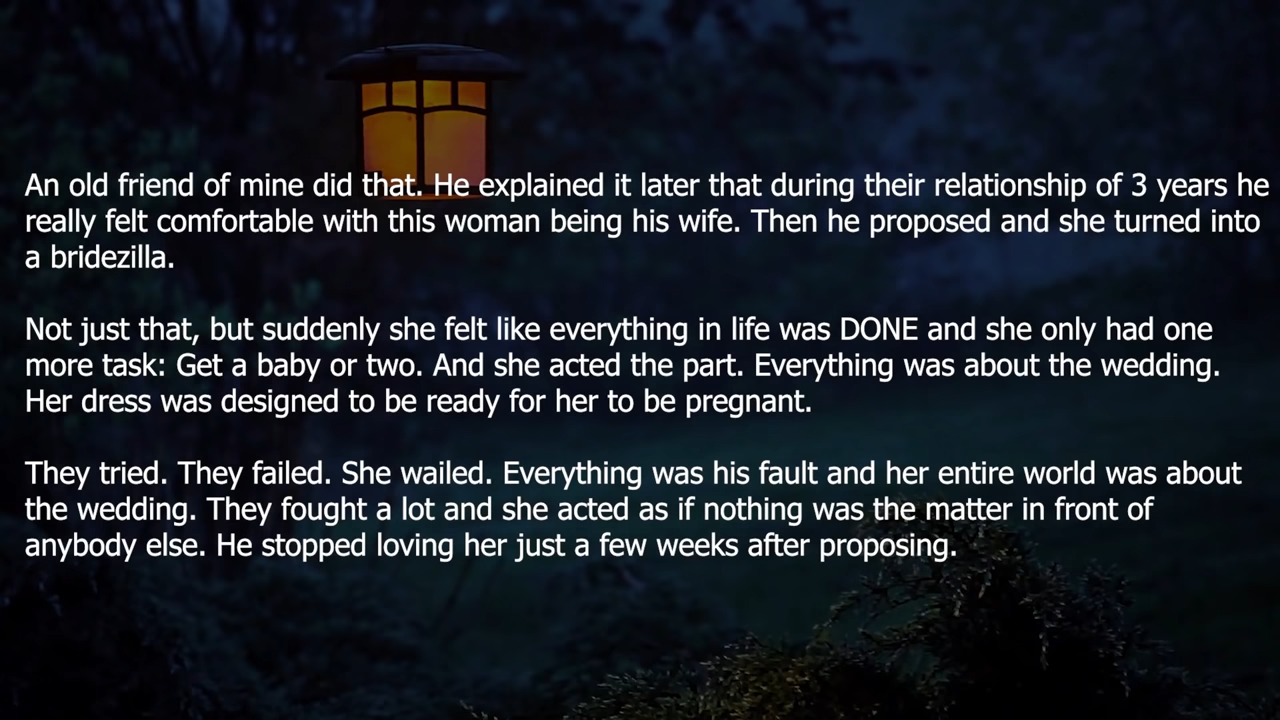 An old friend of mine did that. He explained it later that during their relationship of 3 years he
really felt comfortable with this woman being his wife. Then he proposed and she turned into
a bridezilla.
Not just that, but suddenly she felt like everything in life was DONE and she only had one
more task: Get a baby or two. And she acted the part. Everything was about the wedding.
Her dress was designed to be ready for her to be pregnant.
They tried. They failed. She wailed. Everything was his fault and her entire world was about
the wedding. They fought a lot and she acted as if nothing was the matter in front of
anybody else. He stopped loving her just a few weeks after proposing.